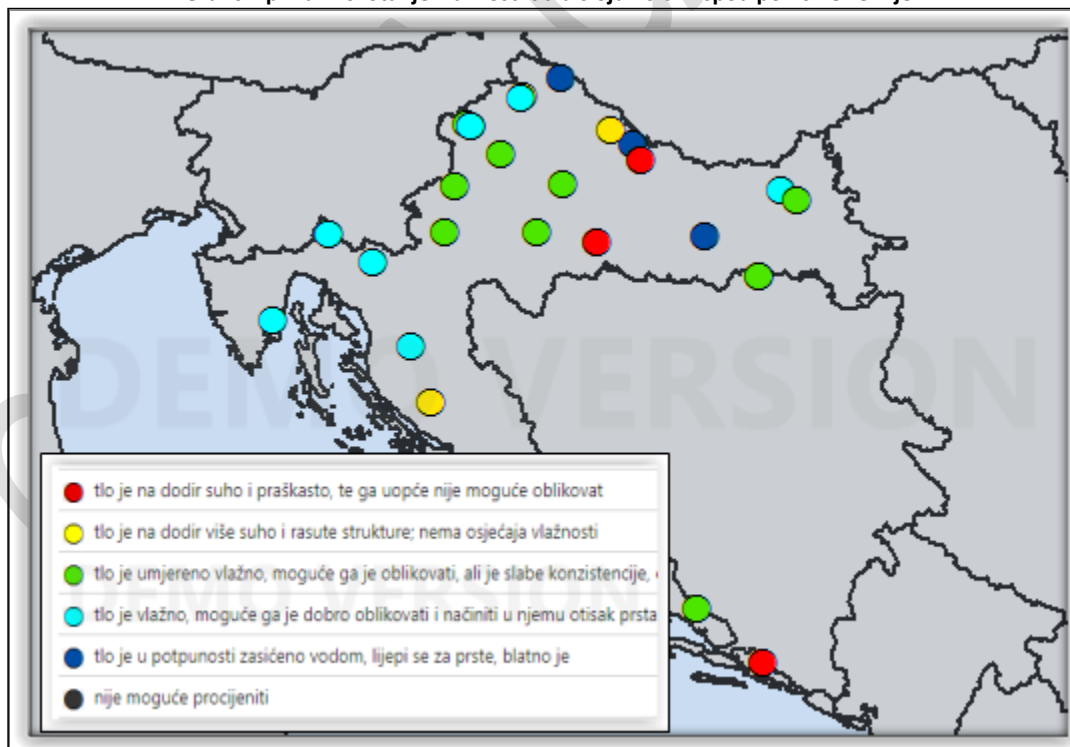 DEMO VERSION
tlo je na dodir suho i praškasto, te ga uopće nije moguće oblikovat
tlo je na dodir više suho i rasute strukture; nema osjećaja vlažnosti
tlo je umjereno vlažno, moguće ga je oblikovati, ali je slabe konzistencije,
DEMO VERSION
tlo je vlažno, moguće ga je dobro oblikovati i načiniti u njemu otisak prsta
tlo je u potpunosti zasićeno vodom, lijepi se za prste, blatno je
nije moguće procijeniti